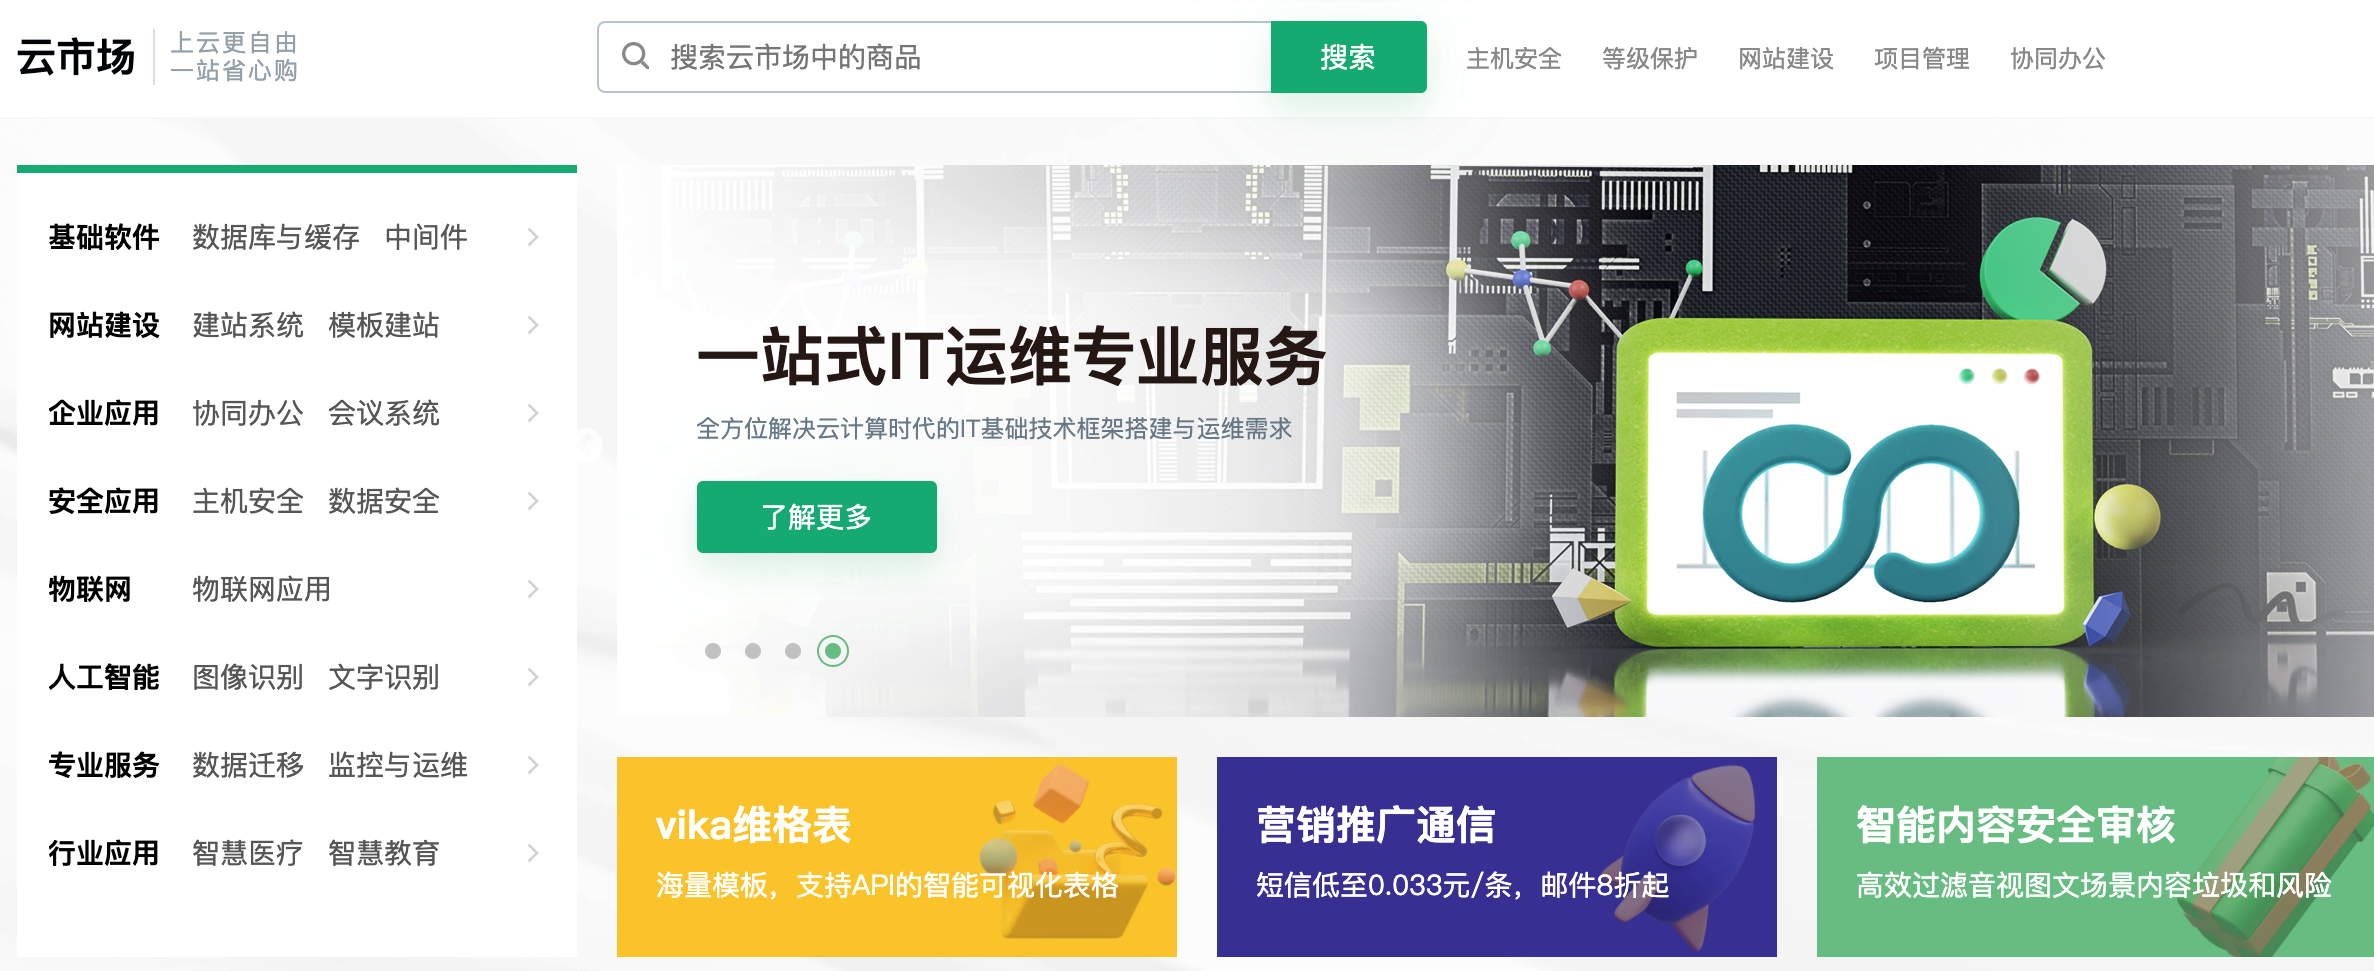 云市场
上云更自由
一站省心购
搜索云市场中的商品
搜索
主机安全 等级保护 网站建设 项目管理 协同办公
基础软件 数据库与缓存 中间件
网站建设 建站系统 模板建站
企业应用 协同办公 会议系统
安全应用 主机安全 数据安全
物联网 物联网应用
人工智能 图像识别 文字识别
专业服务 数据迁移 监控与运维
行业应用 智慧医疗 智慧教育
一站式IT运维专业服务
全方位解决云计算时代的IT基础技术框架搭建与运维需求
了解更多
vika维格表
海量模板，支持API的智能可视化表格
营销推广通信
短信低至0.033元/条，邮件8折起
智能内容安全审核
高效过滤音视图文场景内容垃圾和风险